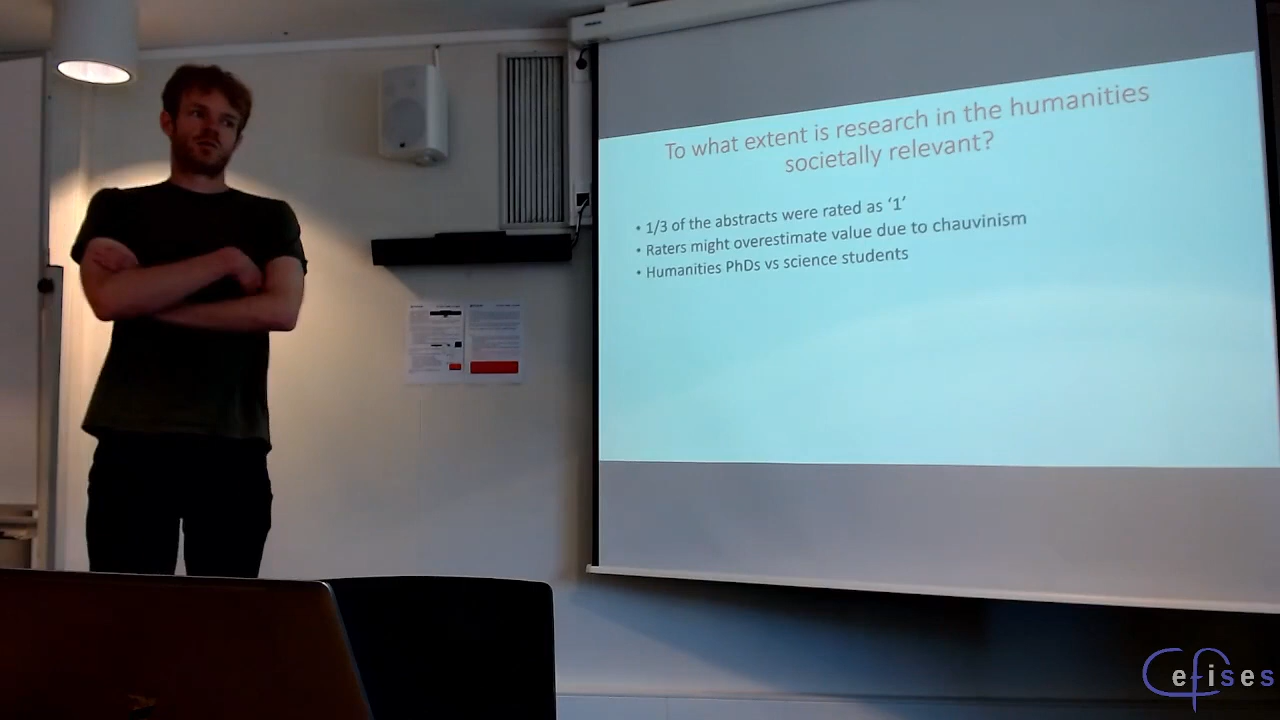 To what extent is research in the humanities
societally relevant?
• 1/3 of the abstracts were rated as ‘1’
• Raters might overestimate value due to chauvinism
• Humanities PhDs vs science students
Cefises